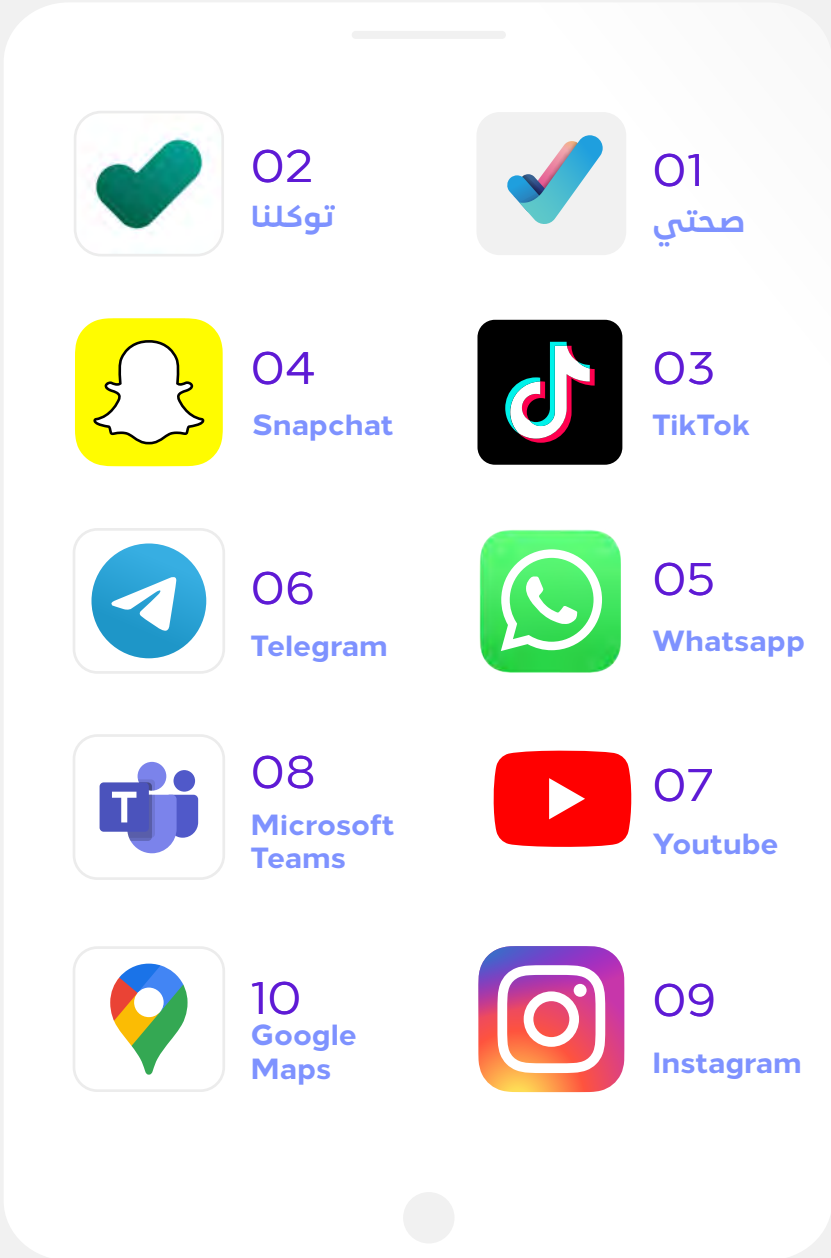 01
صحتي
02
توكلنا
03
TikTok
04
Snapchat
05
Whatsapp
06
Telegram
07
Youtube
08
Microsoft
Teams
T
09
Instagram
10
Google
Maps